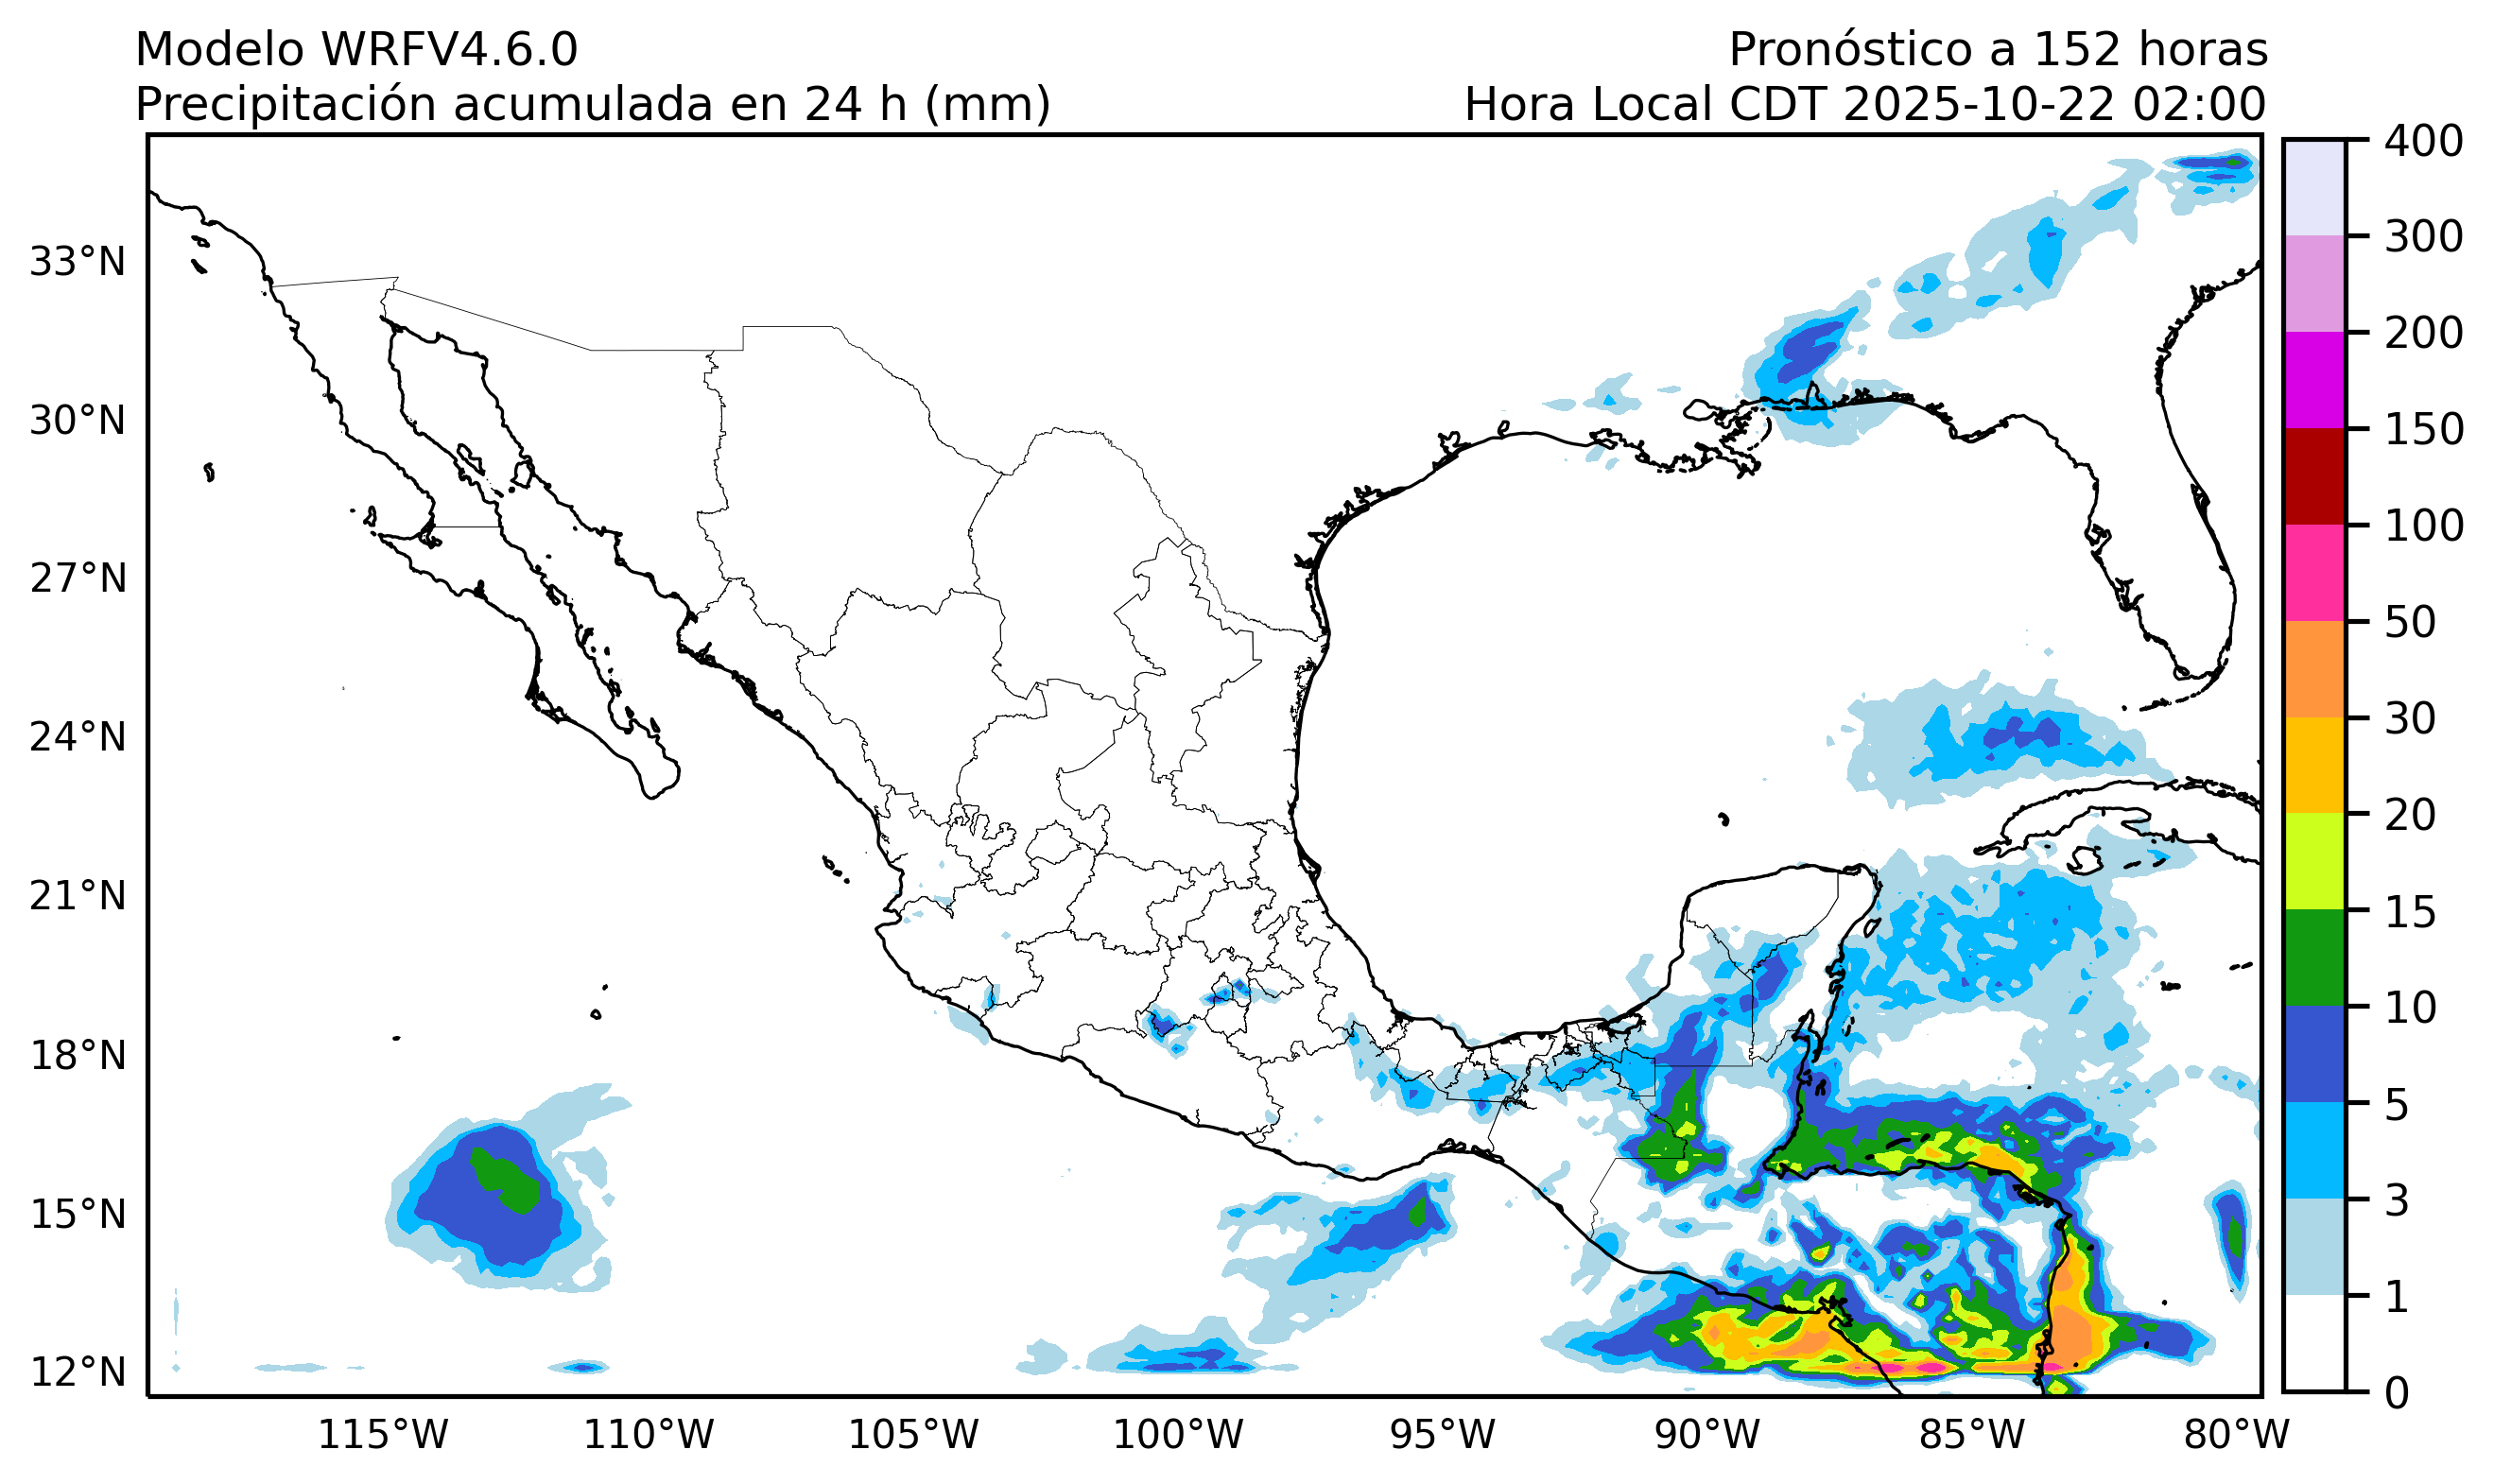 Modelo WRFV4.6.0
Pronóstico a 152 horas
Precipitación acumulada en 24 h (mm)
Hora Local CDT 2025-10-22 02:00
33°N
30°N
27°N
24°N
21°N
18°N
15°N
12°N
115°W
110°W
105°W
100°W
95°W
90°W
85°W
80°W
400
300
200
150
100
50
30
20
15
10
5
3
1
0